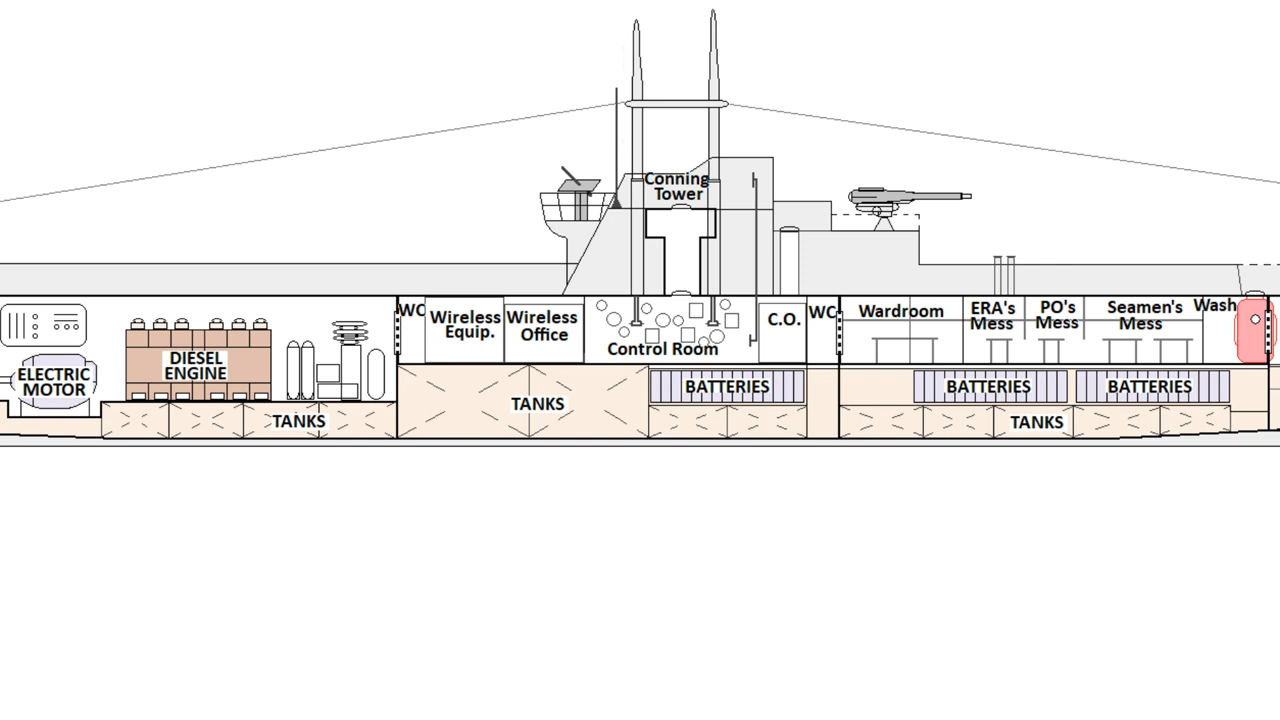 Conning
Tower
WC
Wireless
Equip.
Wireless
Office
Control Room
C.O.
WC
Wardroom
ERA's
Mess
PO's
Mess
Seamen's
Mess
Wash
ELECTRIC
MOTOR
DIESEL
ENGINE
TANKS
TANKS
BATTERIES
BATTERIES
BATTERIES
TANKS